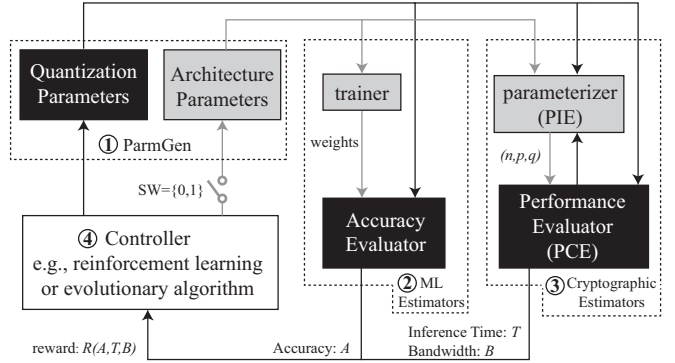 Quantization
Parameters
Architecture
Parameters
① ParmGen
SW={0,1}
④ Controller
e.g., reinforcement learning
or evolutionary algorithm
reward: R(A,T,B)
trainer
weights
Accuracy
Evaluator
② ML
Estimators
Accuracy: A
parameterizer
(PIE)
(n,p,q)
Performance
Evaluator
(PCE)
③ Cryptographic
Estimators
Inference Time: T
Bandwidth: B